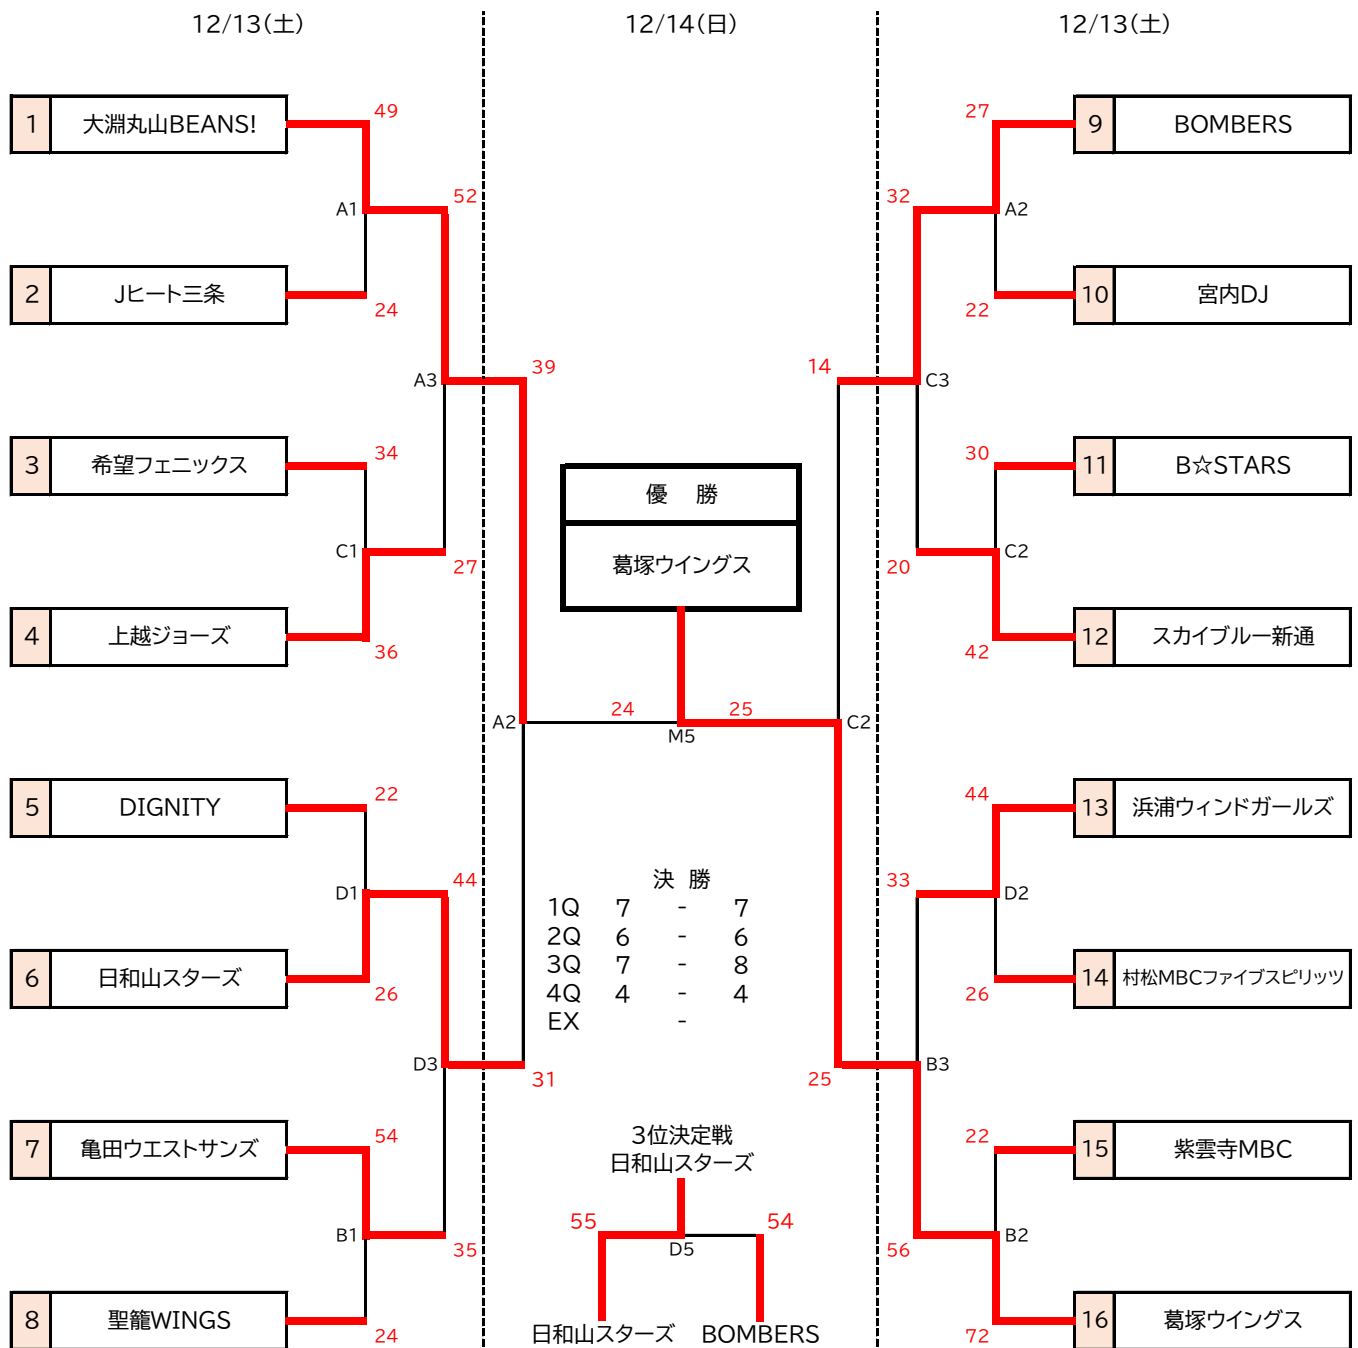 12/13(土)
12/14(日)
12/13(土)
1 大淵丸山BEANS!
49
A1
52
2 Jヒート三条
24
A3
39
3 希望フェニックス
34
C1
27
4 上越ジョーズ
36
A2
5 DIGNITY
22
D1
44
6 日和山スターズ
26
D3
31
7 亀田ウエストサンズ
54
B1
35
8 聖籠WINGS
24
優 勝
葛塚ウイングス
24
25
M5
決 勝
1Q 7 - 7
2Q 6 - 6
3Q 7 - 8
4Q 4 - 4
EX -
3位決定戦
日和山スターズ
55
54
D5
日和山スターズ BOMBERS
27
9 BOMBERS
32
A2
22
10 宮内DJ
14
C3
30
11 B☆STARS
20
C2
42
12 スカイブルー新通
C2
44
13 浜浦ウィンドガールズ
33
D2
26
14 村松MBCファイブスピリッツ
25
B3
22
15 紫雲寺MBC
56
B2
72
16 葛塚ウイングス